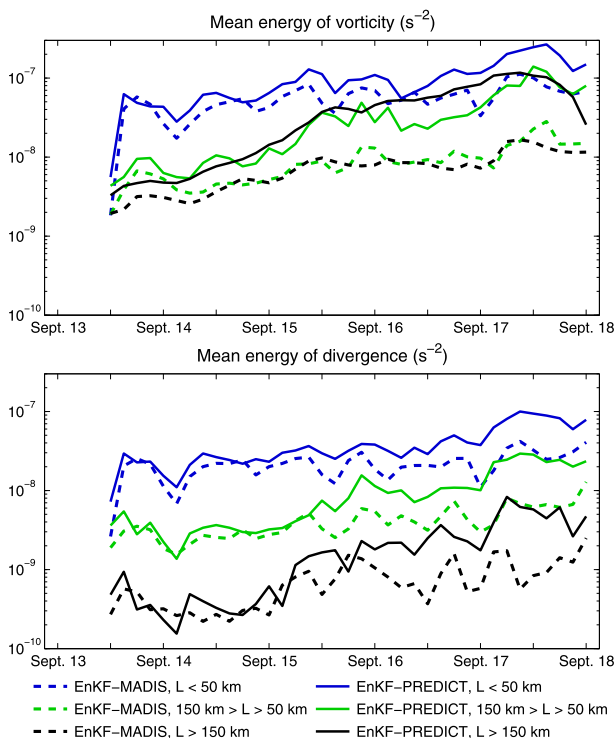 Mean energy of vorticity (s⁻²)
10⁻⁷
10⁻⁸
10⁻⁹
10⁻¹⁰
Sept. 13 Sept. 14 Sept. 15 Sept. 16 Sept. 17 Sept. 18
Mean energy of divergence (s⁻²)
10⁻⁷
10⁻⁸
10⁻⁹
10⁻¹⁰
Sept. 13 Sept. 14 Sept. 15 Sept. 16 Sept. 17 Sept. 18
EnKF−MADIS, L < 50 km EnKF−PREDICT, L < 50 km
EnKF−MADIS, 150 km > L > 50 km EnKF−PREDICT, 150 km > L > 50 km
EnKF−MADIS, L > 150 km EnKF−PREDICT, L > 150 km